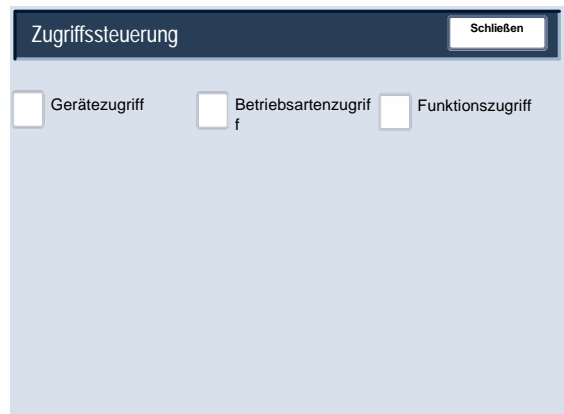 Zugriffssteuerung
Schließen
Gerätezugriff
Betriebsartenzugrif
f
Funktionszugriff